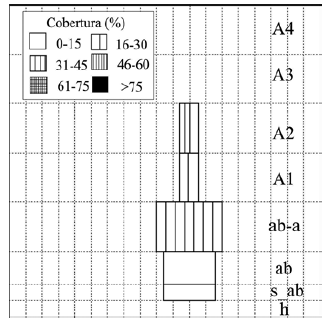 Cobertura (%)
0-15 16-30
31-45 46-60
61-75 >75
A4
A3
A2
A1
ab-a
ab
s_ab
h